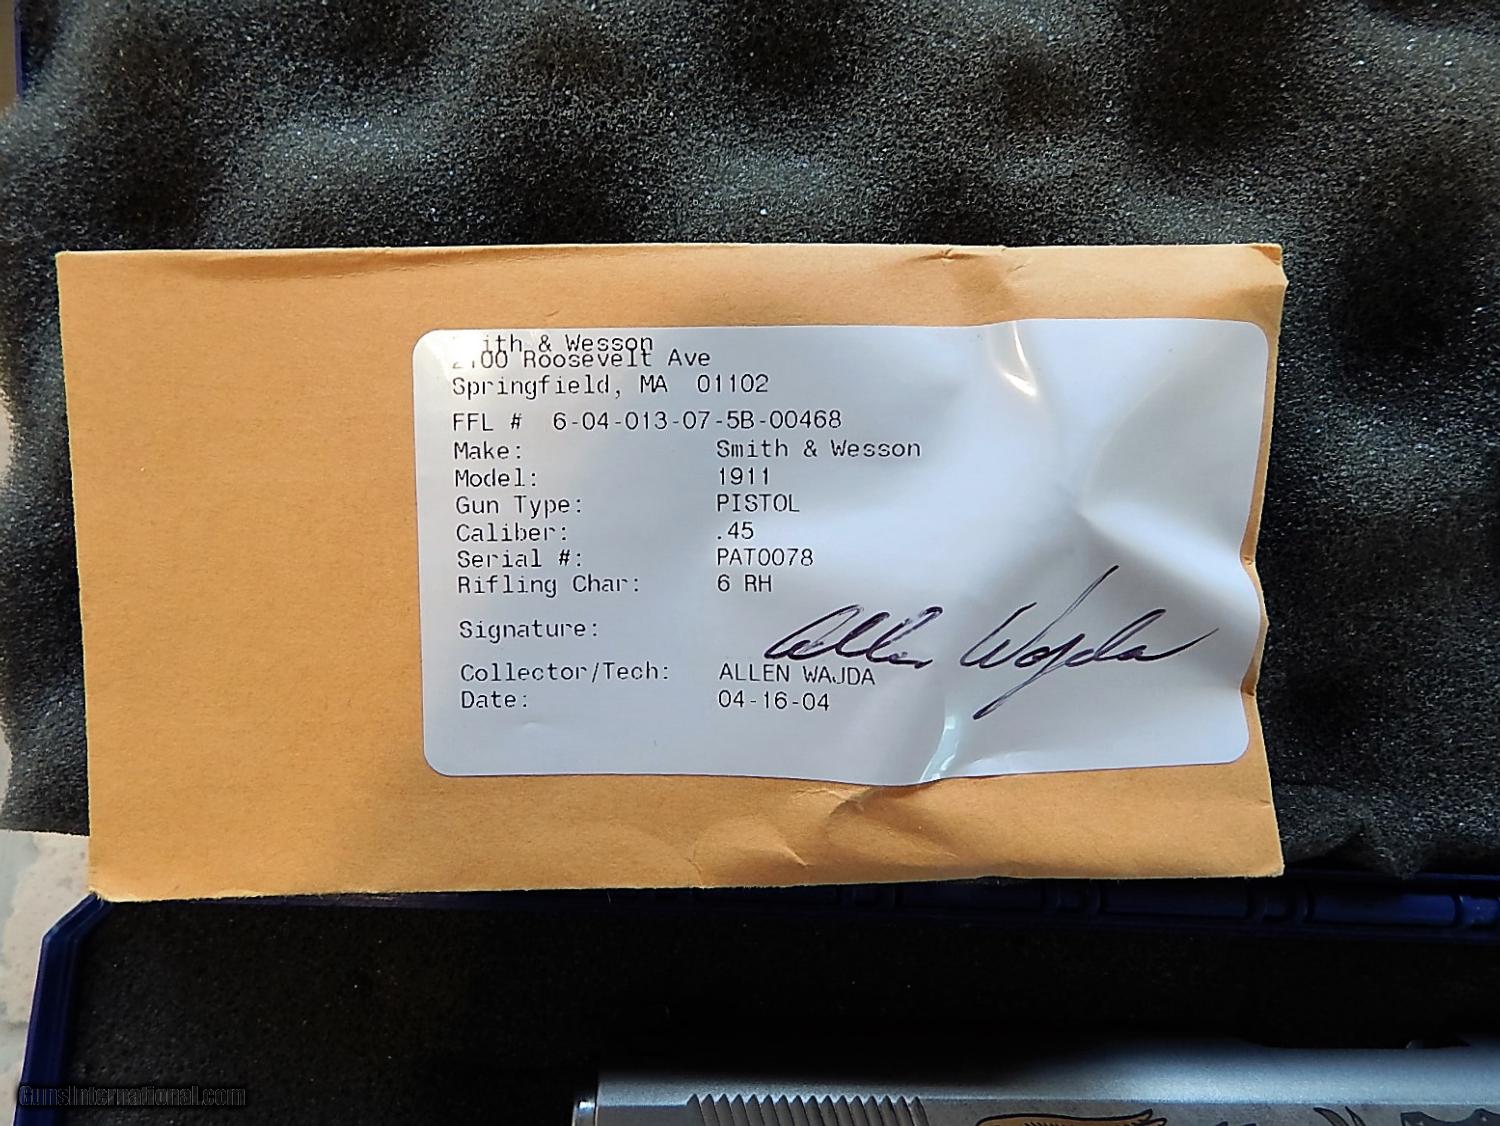 ith & Wesson
2100 Roosevelt Ave
Springfield, MA 01102
FFL # 6-04-013-07-5B-00468
Make: Smith & Wesson
Model: 1911
Gun Type: PISTOL
Caliber: .45
Serial #: PAT0078
Rifling Char: 6 RH
Signature: Allen Wajda
Collector/Tech: ALLEN WAJDA
Date: 04-16-04
GunsInternational.com